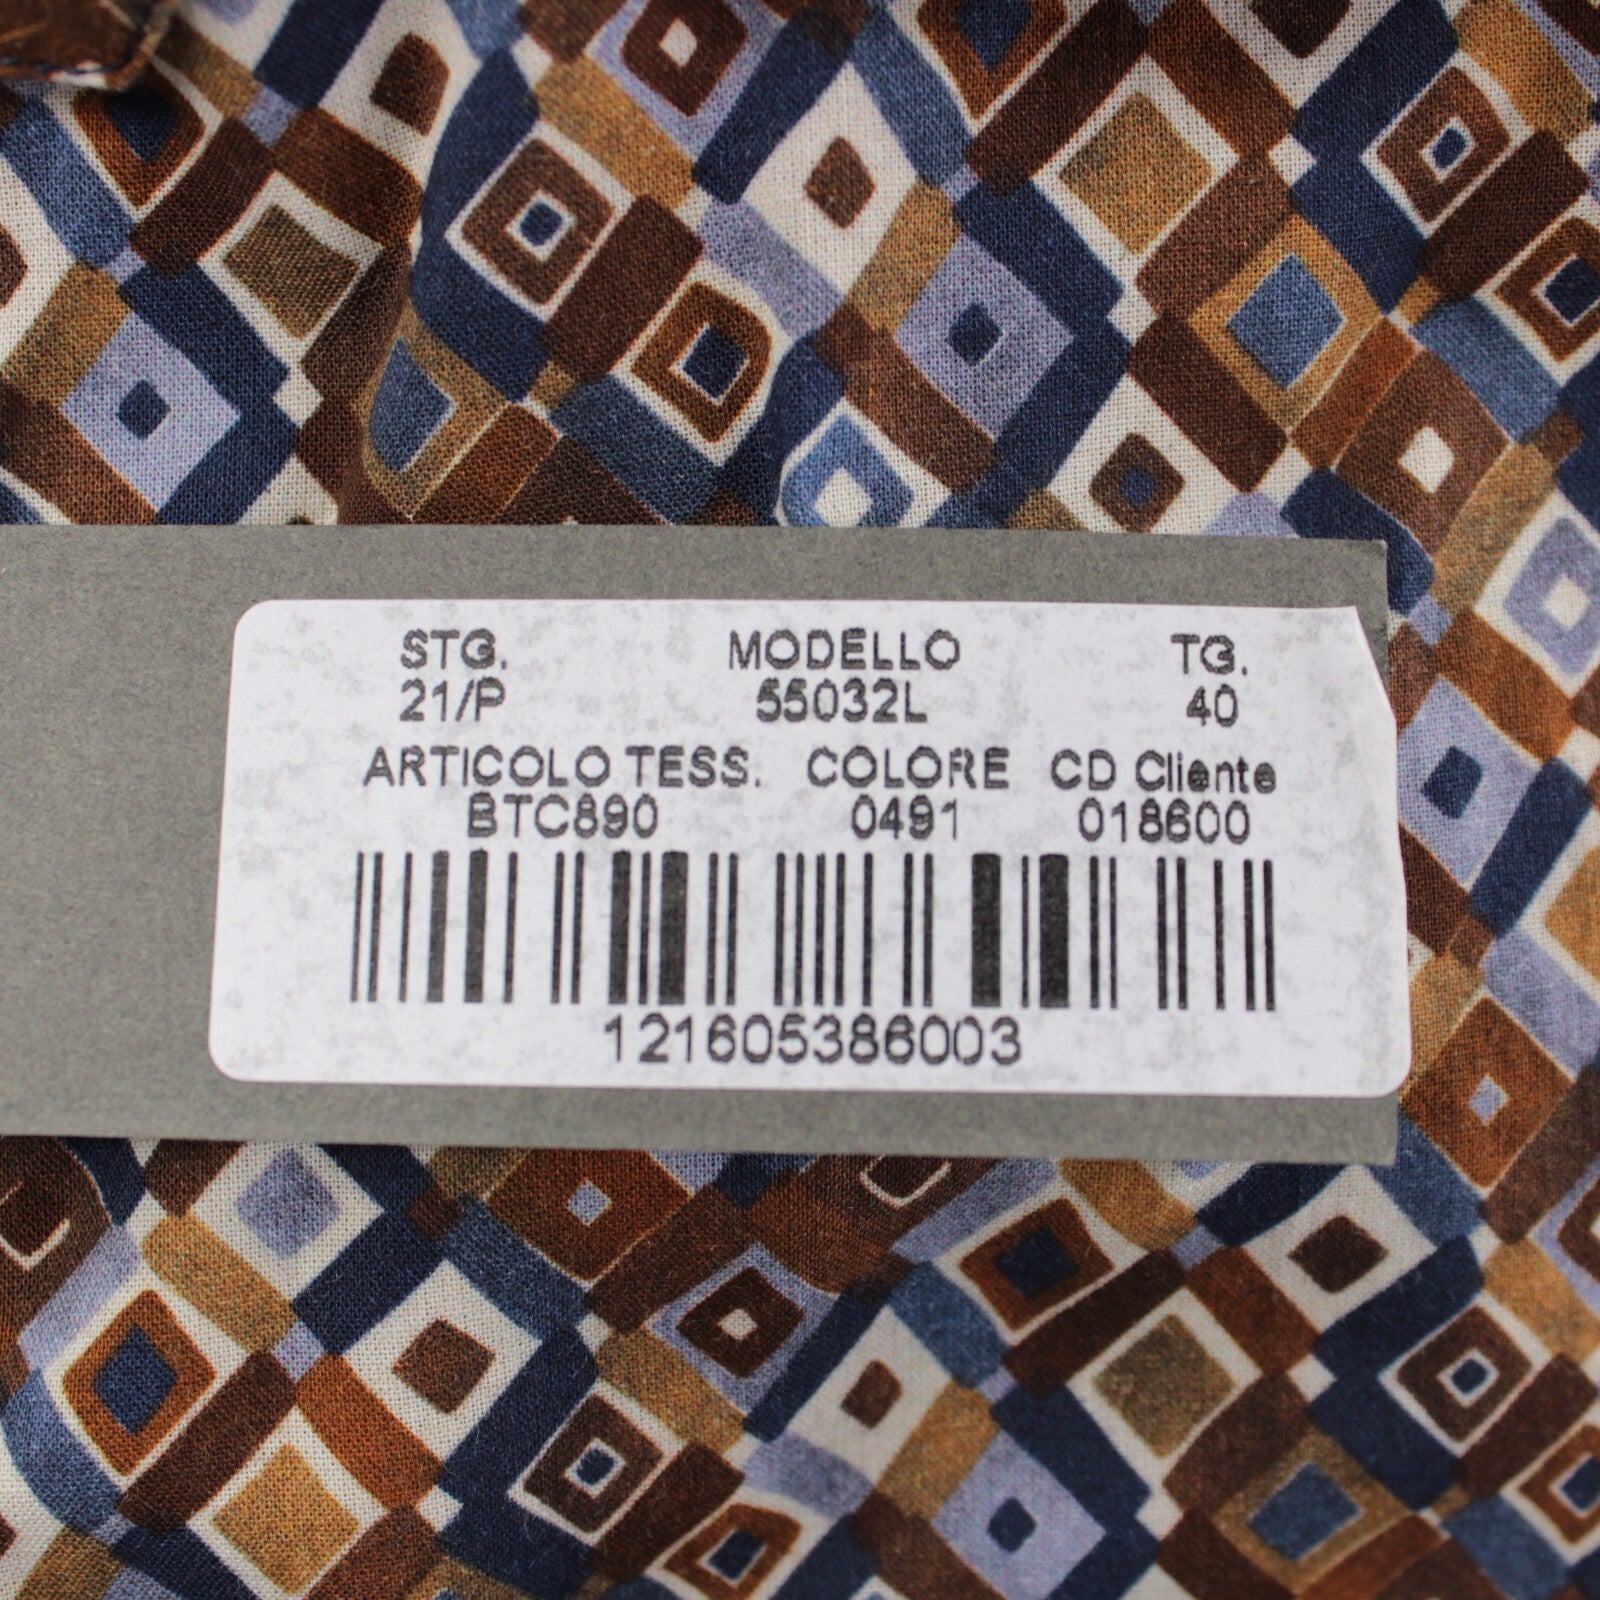 STG. MODELLO TG.
21/P 55032L 40
ARTICOLO TESS. COLORE CD Cliente
BTC890 0491 018600
121605386003